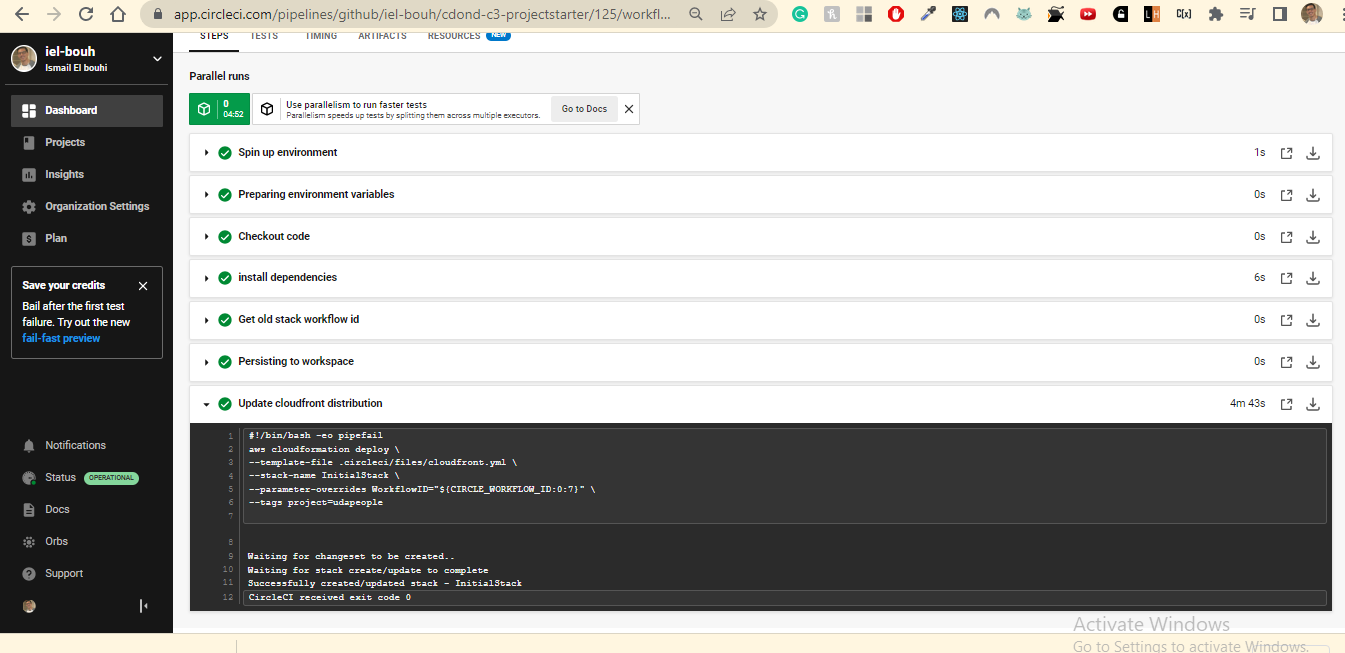 app.circleci.com/pipelines/github/iel-bouh/cdond-c3-projectstarter/125/workfl...
iel-bouh
Ismail El bouhi
Dashboard
Projects
Insights
Organization Settings
Plan
Save your credits
Bail after the first test
failure. Try out the new
fail-fast preview
Notifications
Status OPERATIONAL
Docs
Orbs
Support
STEPS TESTS TIMING ARTIFACTS RESOURCES NEW
Parallel runs
0
04:52
Use parallelism to run faster tests
Parallelism speeds up tests by splitting them across multiple executors.
Go to Docs
Spin up environment 1s
Preparing environment variables 0s
Checkout code 0s
install dependencies 6s
Get old stack workflow id 0s
Persisting to workspace 0s
Update cloudfront distribution 4m 43s
1 #!/bin/bash -eo pipefail
2 aws cloudformation deploy \
3 --template-file .circleci/files/cloudfront.yml \
4 --stack-name InitialStack \
5 --parameter-overrides WorkflowID="${CIRCLE_WORKFLOW_ID:0:7}" \
6 --tags project=udapeople
7
8
9 Waiting for changeset to be created..
10 Waiting for stack create/update to complete
11 Successfully created/updated stack - InitialStack
12 CircleCI received exit code 0
Activate Windows
Go to Settings to activate Windows.